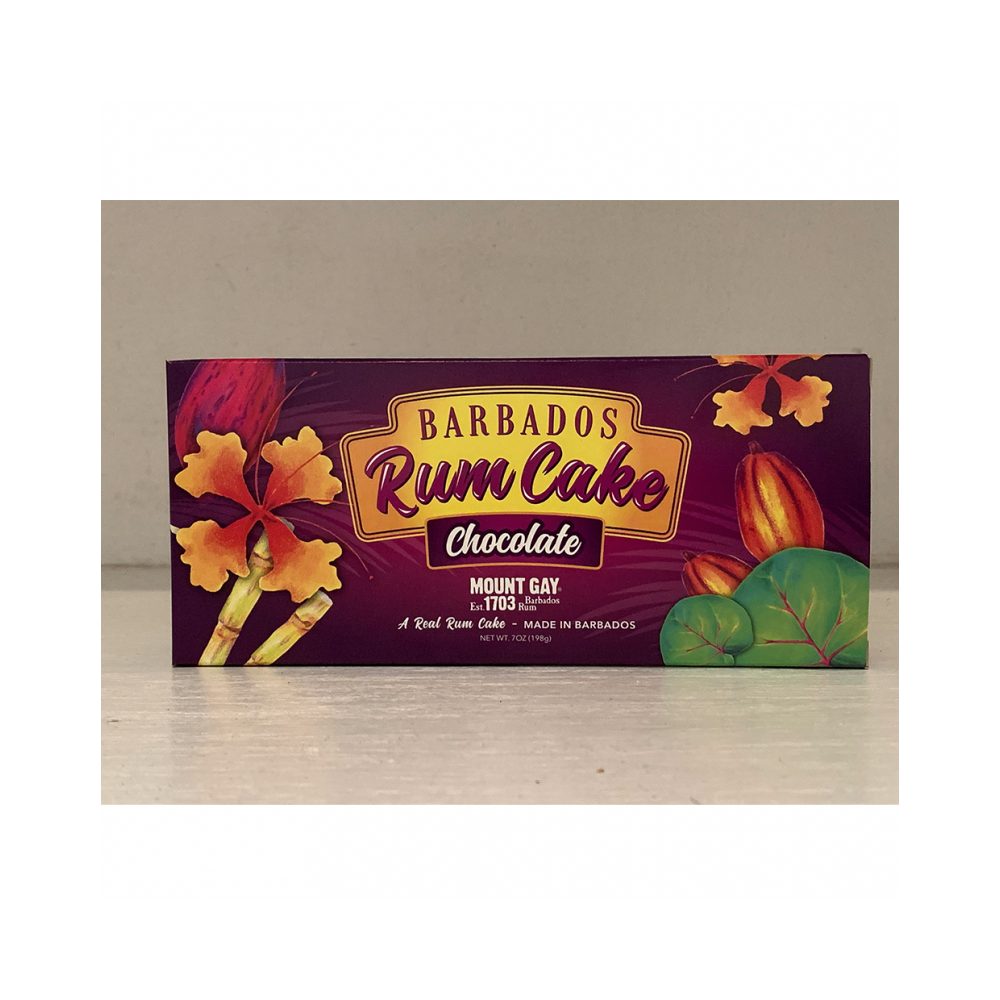 BARBADOS
Rum Cake
Chocolate
MOUNT GAY®
Est. 1703 Barbados Rum
A Real Rum Cake - MADE IN BARBADOS
NET WT. 7OZ (198g)